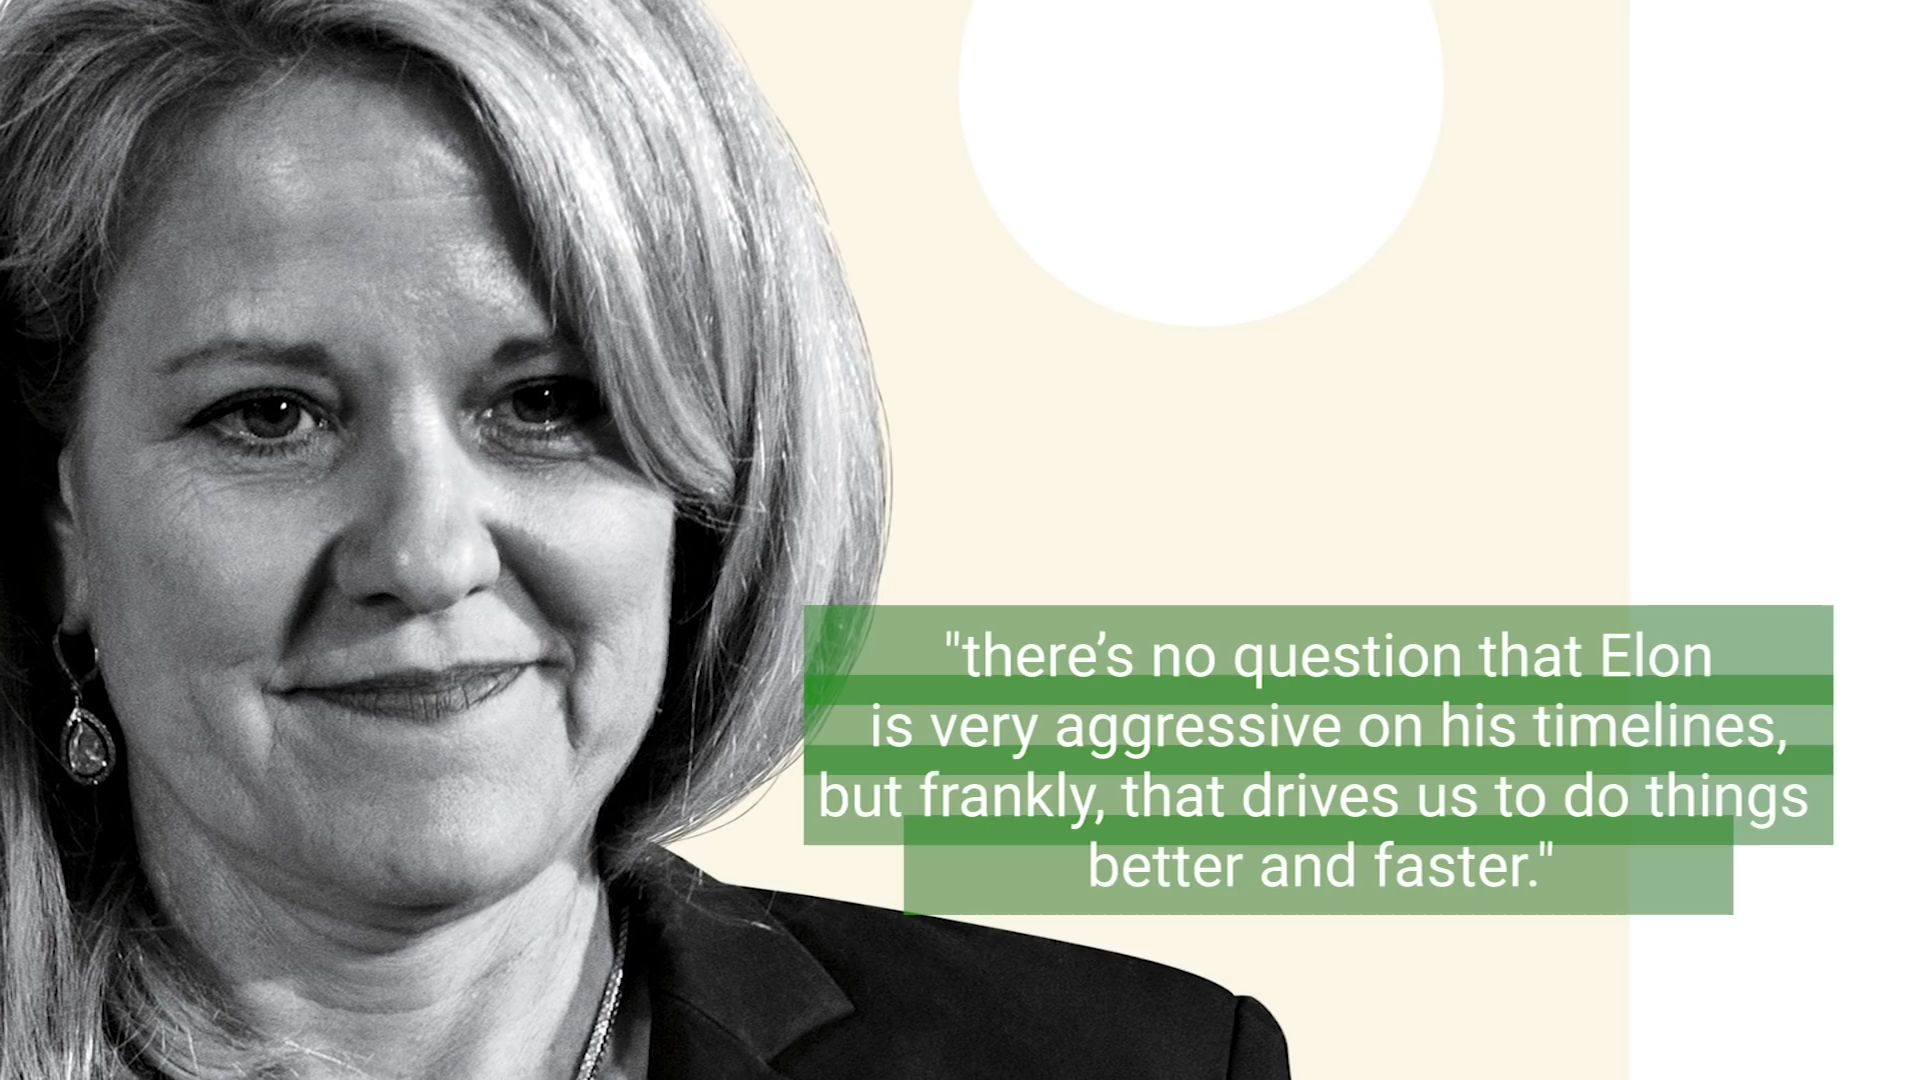 "there’s no question that Elon
is very aggressive on his timelines,
but frankly, that drives us to do things
better and faster."